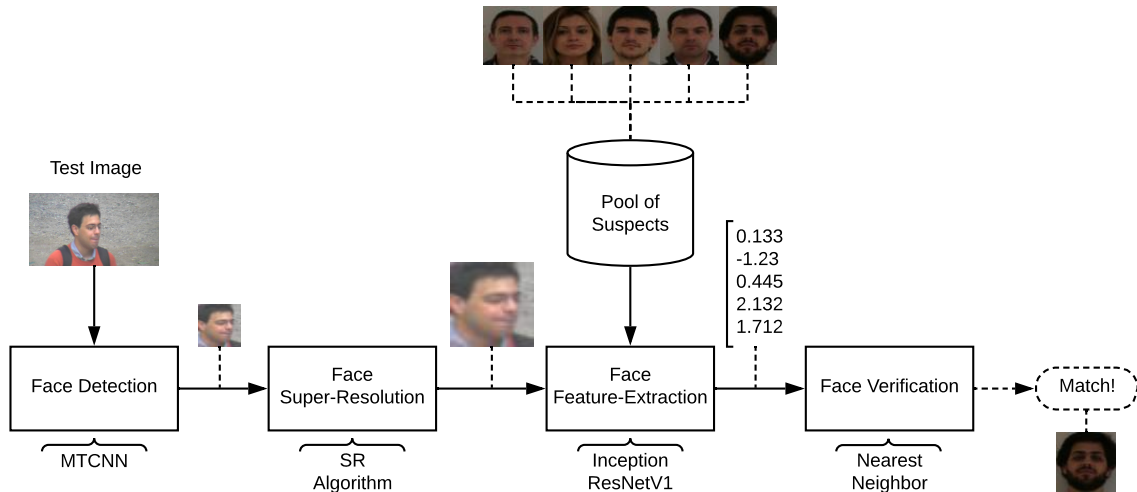 Test Image
Pool of
Suspects
0.133
-1.23
0.445
2.132
1.712
Face Detection
Face
Super-Resolution
Face
Feature-Extraction
Face Verification
Match!
MTCNN
SR
Algorithm
Inception
ResNetV1
Nearest
Neighbor